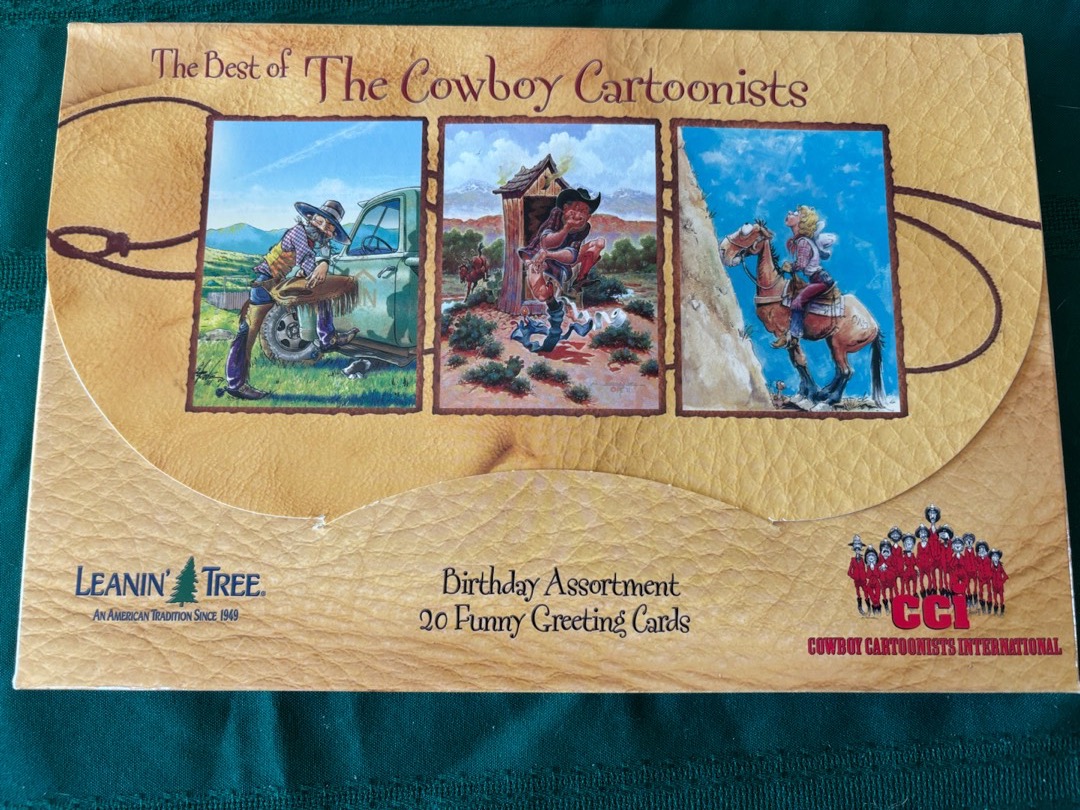 The Best of The Cowboy Cartoonists
LEANIN' TREE®
AN AMERICAN TRADITION SINCE 1949
Birthday Assortment
20 Funny Greeting Cards
CCI
COWBOY CARTOONISTS INTERNATIONAL